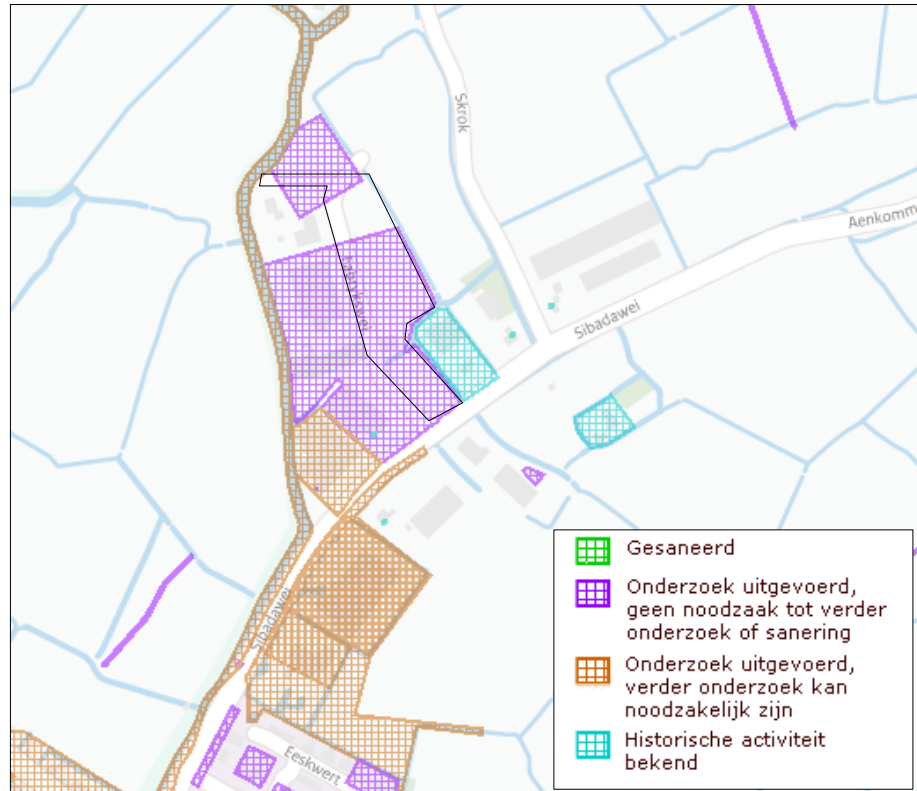 Skrok
Aenkomm
Sibadawei
Sibadawei
Eeskwert
Gesaneerd
Onderzoek uitgevoerd,
geen noodzaak tot verder
onderzoek of sanering
Onderzoek uitgevoerd,
verder onderzoek kan
noodzakelijk zijn
Historische activiteit
bekend